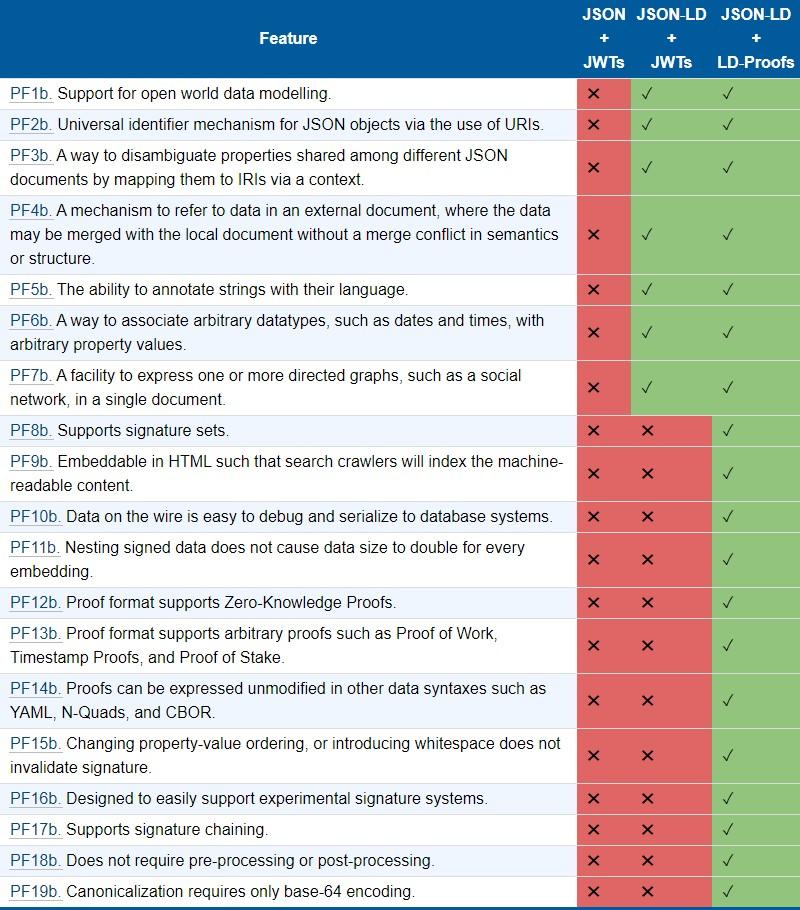 Feature JSON + JWTs JSON-LD + JWTs JSON-LD + LD-Proofs
PF1b. Support for open world data modelling. ✕ ✓ ✓
PF2b. Universal identifier mechanism for JSON objects via the use of URIs. ✕ ✓ ✓
PF3b. A way to disambiguate properties shared among different JSON
documents by mapping them to IRIs via a context. ✕ ✓ ✓
PF4b. A mechanism to refer to data in an external document, where the data
may be merged with the local document without a merge conflict in semantics
or structure. ✕ ✓ ✓
PF5b. The ability to annotate strings with their language. ✕ ✓ ✓
PF6b. A way to associate arbitrary datatypes, such as dates and times, with
arbitrary property values. ✕ ✓ ✓
PF7b. A facility to express one or more directed graphs, such as a social
network, in a single document. ✕ ✓ ✓
PF8b. Supports signature sets. ✕ ✕ ✓
PF9b. Embeddable in HTML such that search crawlers will index the machine-
readable content. ✕ ✕ ✓
PF10b. Data on the wire is easy to debug and serialize to database systems. ✕ ✕ ✓
PF11b. Nesting signed data does not cause data size to double for every
embedding. ✕ ✕ ✓
PF12b. Proof format supports Zero-Knowledge Proofs. ✕ ✕ ✓
PF13b. Proof format supports arbitrary proofs such as Proof of Work,
Timestamp Proofs, and Proof of Stake. ✕ ✕ ✓
PF14b. Proofs can be expressed unmodified in other data syntaxes such as
YAML, N-Quads, and CBOR. ✕ ✕ ✓
PF15b. Changing property-value ordering, or introducing whitespace does not
invalidate signature. ✕ ✕ ✓
PF16b. Designed to easily support experimental signature systems. ✕ ✕ ✓
PF17b. Supports signature chaining. ✕ ✕ ✓
PF18b. Does not require pre-processing or post-processing. ✕ ✕ ✓
PF19b. Canonicalization requires only base-64 encoding. ✕ ✕ ✓